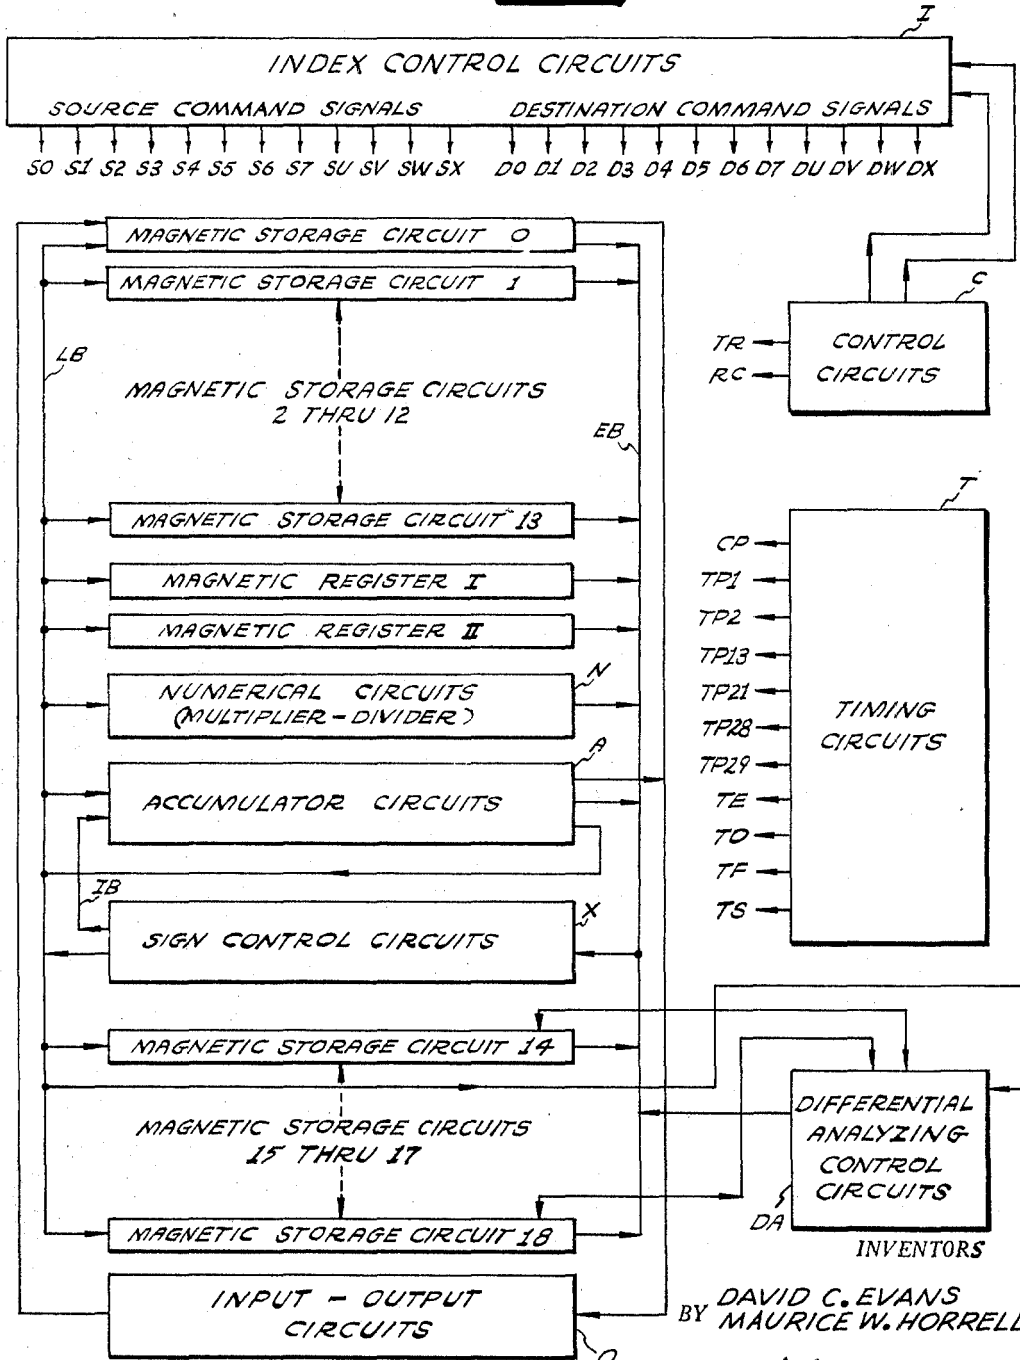 I
INDEX CONTROL CIRCUITS
SOURCE COMMAND SIGNALS DESTINATION COMMAND SIGNALS
S0 S1 S2 S3 S4 S5 S6 S7 SU SV SW SX D0 D1 D2 D3 D4 D5 D6 D7 DU DV DW DX
MAGNETIC STORAGE CIRCUIT 0
MAGNETIC STORAGE CIRCUIT 1
LB
MAGNETIC STORAGE CIRCUITS
2 THRU 12
EB
MAGNETIC STORAGE CIRCUIT 13
MAGNETIC REGISTER I
MAGNETIC REGISTER II
N
NUMERICAL CIRCUITS
(MULTIPLIER-DIVIDER)
A
ACCUMULATOR CIRCUITS
IB
X
SIGN CONTROL CIRCUITS
MAGNETIC STORAGE CIRCUIT 14
MAGNETIC STORAGE CIRCUITS
15 THRU 17
MAGNETIC STORAGE CIRCUIT 18
INPUT - OUTPUT
CIRCUITS
C
CONTROL
CIRCUITS
TR
RC
T
TIMING
CIRCUITS
CP
TP1
TP2
TP13
TP21
TP28
TP29
TE
TO
TF
TS
DIFFERENTIAL
ANALYZING
CONTROL
CIRCUITS
DA
INVENTORS
DAVID C. EVANS
BY MAURICE W. HORRELL